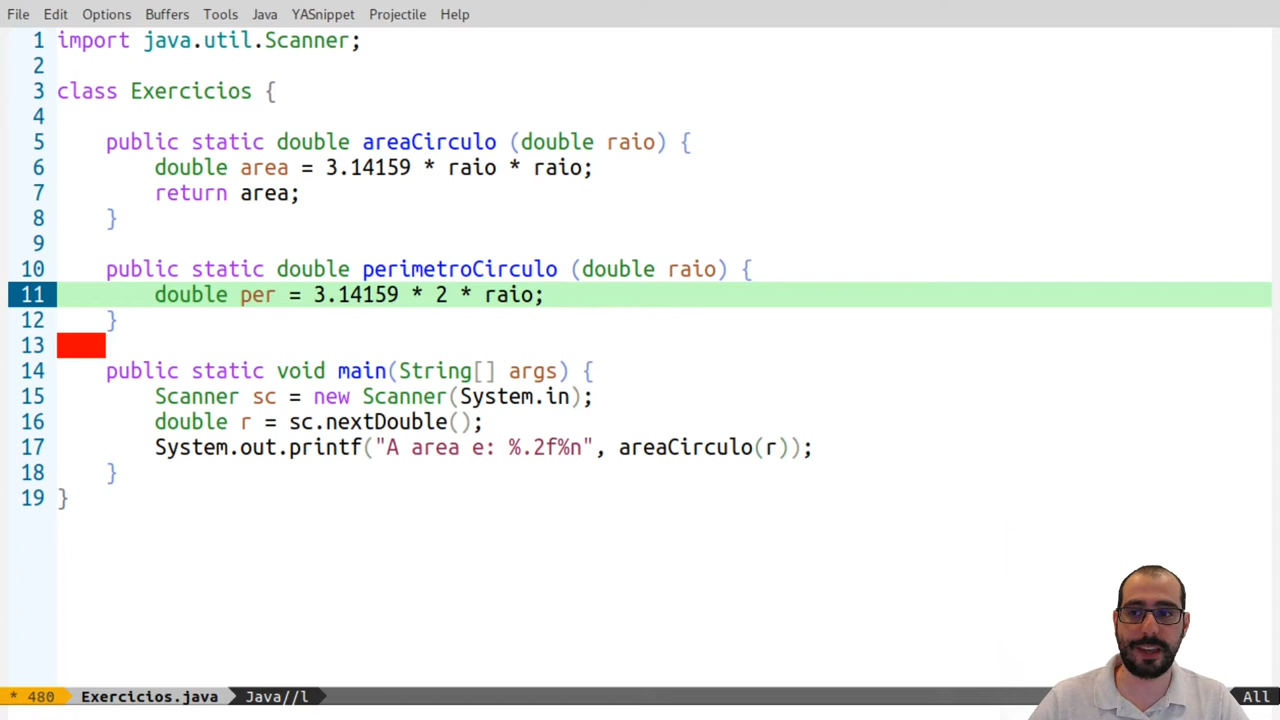 File Edit Options Buffers Tools Java YASnippet Projectile Help
1 import java.util.Scanner;
2
3 class Exercicios {
4
5 public static double areaCirculo (double raio) {
6 double area = 3.14159 * raio * raio;
7 return area;
8 }
9
10 public static double perimetroCirculo (double raio) {
11 double per = 3.14159 * 2 * raio;
12 }
13
14 public static void main(String[] args) {
15 Scanner sc = new Scanner(System.in);
16 double r = sc.nextDouble();
17 System.out.printf("A area e: %.2f%n", areaCirculo(r));
18 }
19 }
* 480 Exercicios.java Java//l All